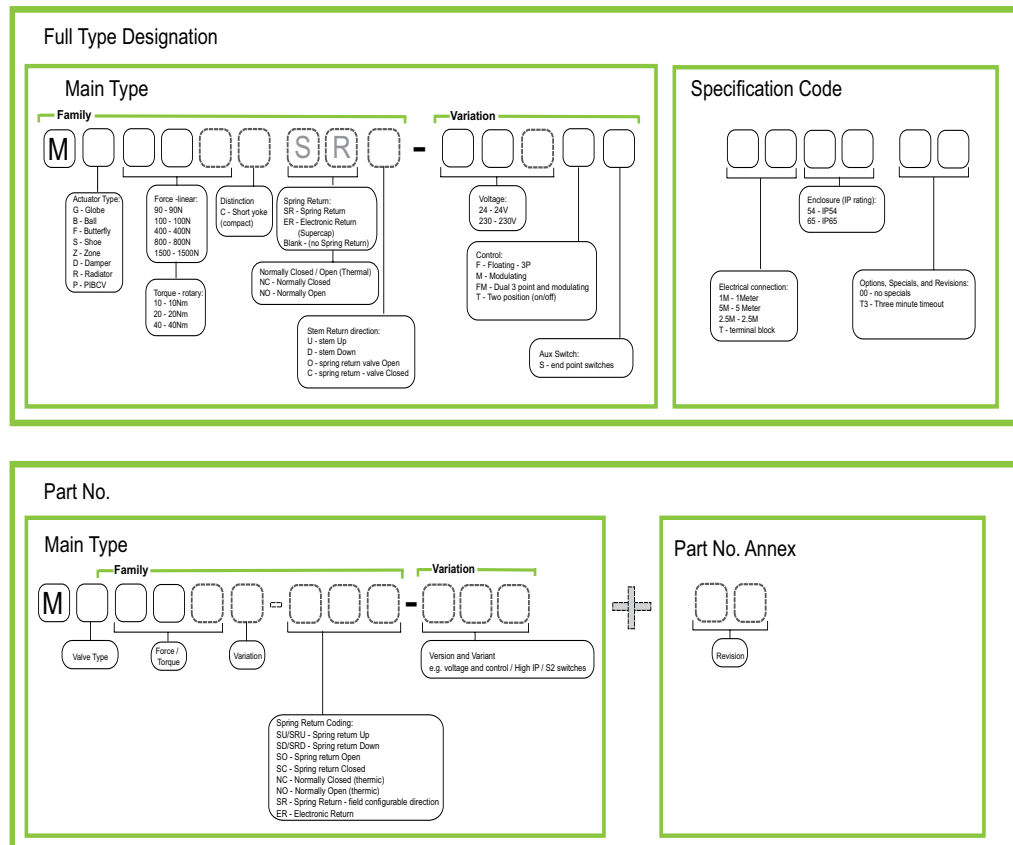 Full Type Designation
Main Type
Family
Variation
M
S R
-
Actuator Type:
G - Globe
B - Ball
F - Butterfly
S - Shoe
Z - Zone
D - Damper
R - Radiator
P - PIBCV
Force -linear:
90 - 90N
100 - 100N
400 - 400N
800 - 800N
1500 - 1500N
Torque - rotary:
10 - 10Nm
20 - 20Nm
40 - 40Nm
Distinction
C - Short yoke
(compact)
Spring Return:
SR - Spring Return
ER - Electronic Return
(Supercap)
Blank - (no Spring Return)
Normally Closed / Open (Thermal)
NC - Normally Closed
NO - Normally Open
Stem Return direction:
U - stem Up
D - stem Down
O - spring return valve Open
C - spring return - valve Closed
Voltage:
24 - 24V
230 - 230V
Control:
F - Floating - 3P
M - Modulating
FM - Dual 3 point and modulating
T - Two position (on/off)
Aux Switch:
S - end point switches
Specification Code
Enclosure (IP rating):
54 - IP54
65 - IP65
Electrical connection:
1M - 1Meter
5M - 5 Meter
2.5M - 2.5M
T - terminal block
Options, Specials, and Revisions:
00 - no specials
T3 - Three minute timeout
Part No.
Main Type
Family
Variation
M
-
-
Valve Type
Force /
Torque
Variation
Version and Variant
e.g. voltage and control / High IP / S2 switches
Spring Return Coding:
SU/SRU - Spring return Up
SD/SRD - Spring return Down
SO - Spring return Open
SC - Spring return Closed
NC - Normally Closed (thermic)
NO - Normally Open (thermic)
SR - Spring Return - field configurable direction
ER - Electronic Return
+
Part No. Annex
Revision